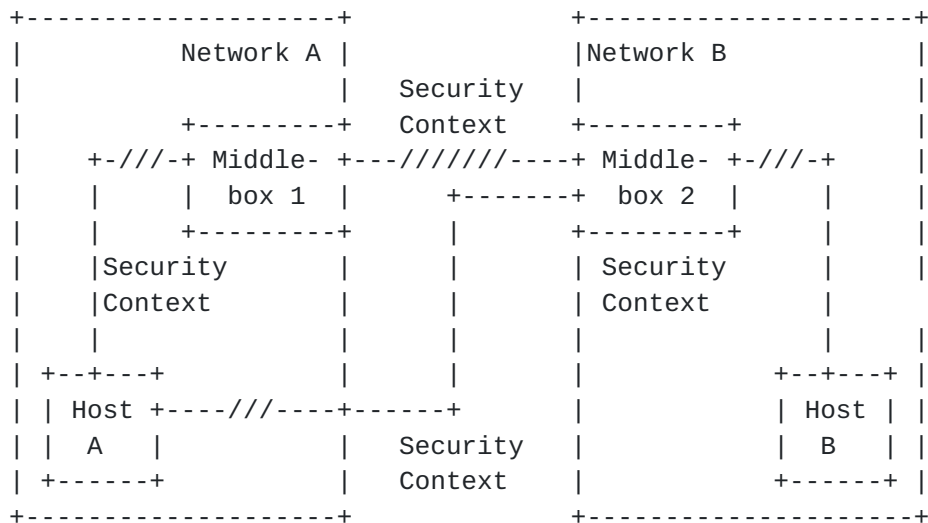 +--------------------+              +---------------------+
|          Network A |              |Network B            |
|                    |   Security   |                     |
|          +---------+   Context    +---------+           |
|    +-///-+ Middle- +---///////----+ Middle- +-///-+     |
|    |     |  box 1  |      +-------+  box 2  |     |     |
|    |     +---------+      |       +---------+     |     |
|    |Security       |      |       | Security      |     |
|    |Context        |      |       | Context       |
|    |               |      |       |               |     |
| +--+---+           |      |       |            +--+---+ |
| | Host +----///----+------+       |            | Host | |
| |  A   |           |   Security   |            |  B   | |
| +------+           |   Context    |            +------+ |
+--------------------+              +---------------------+